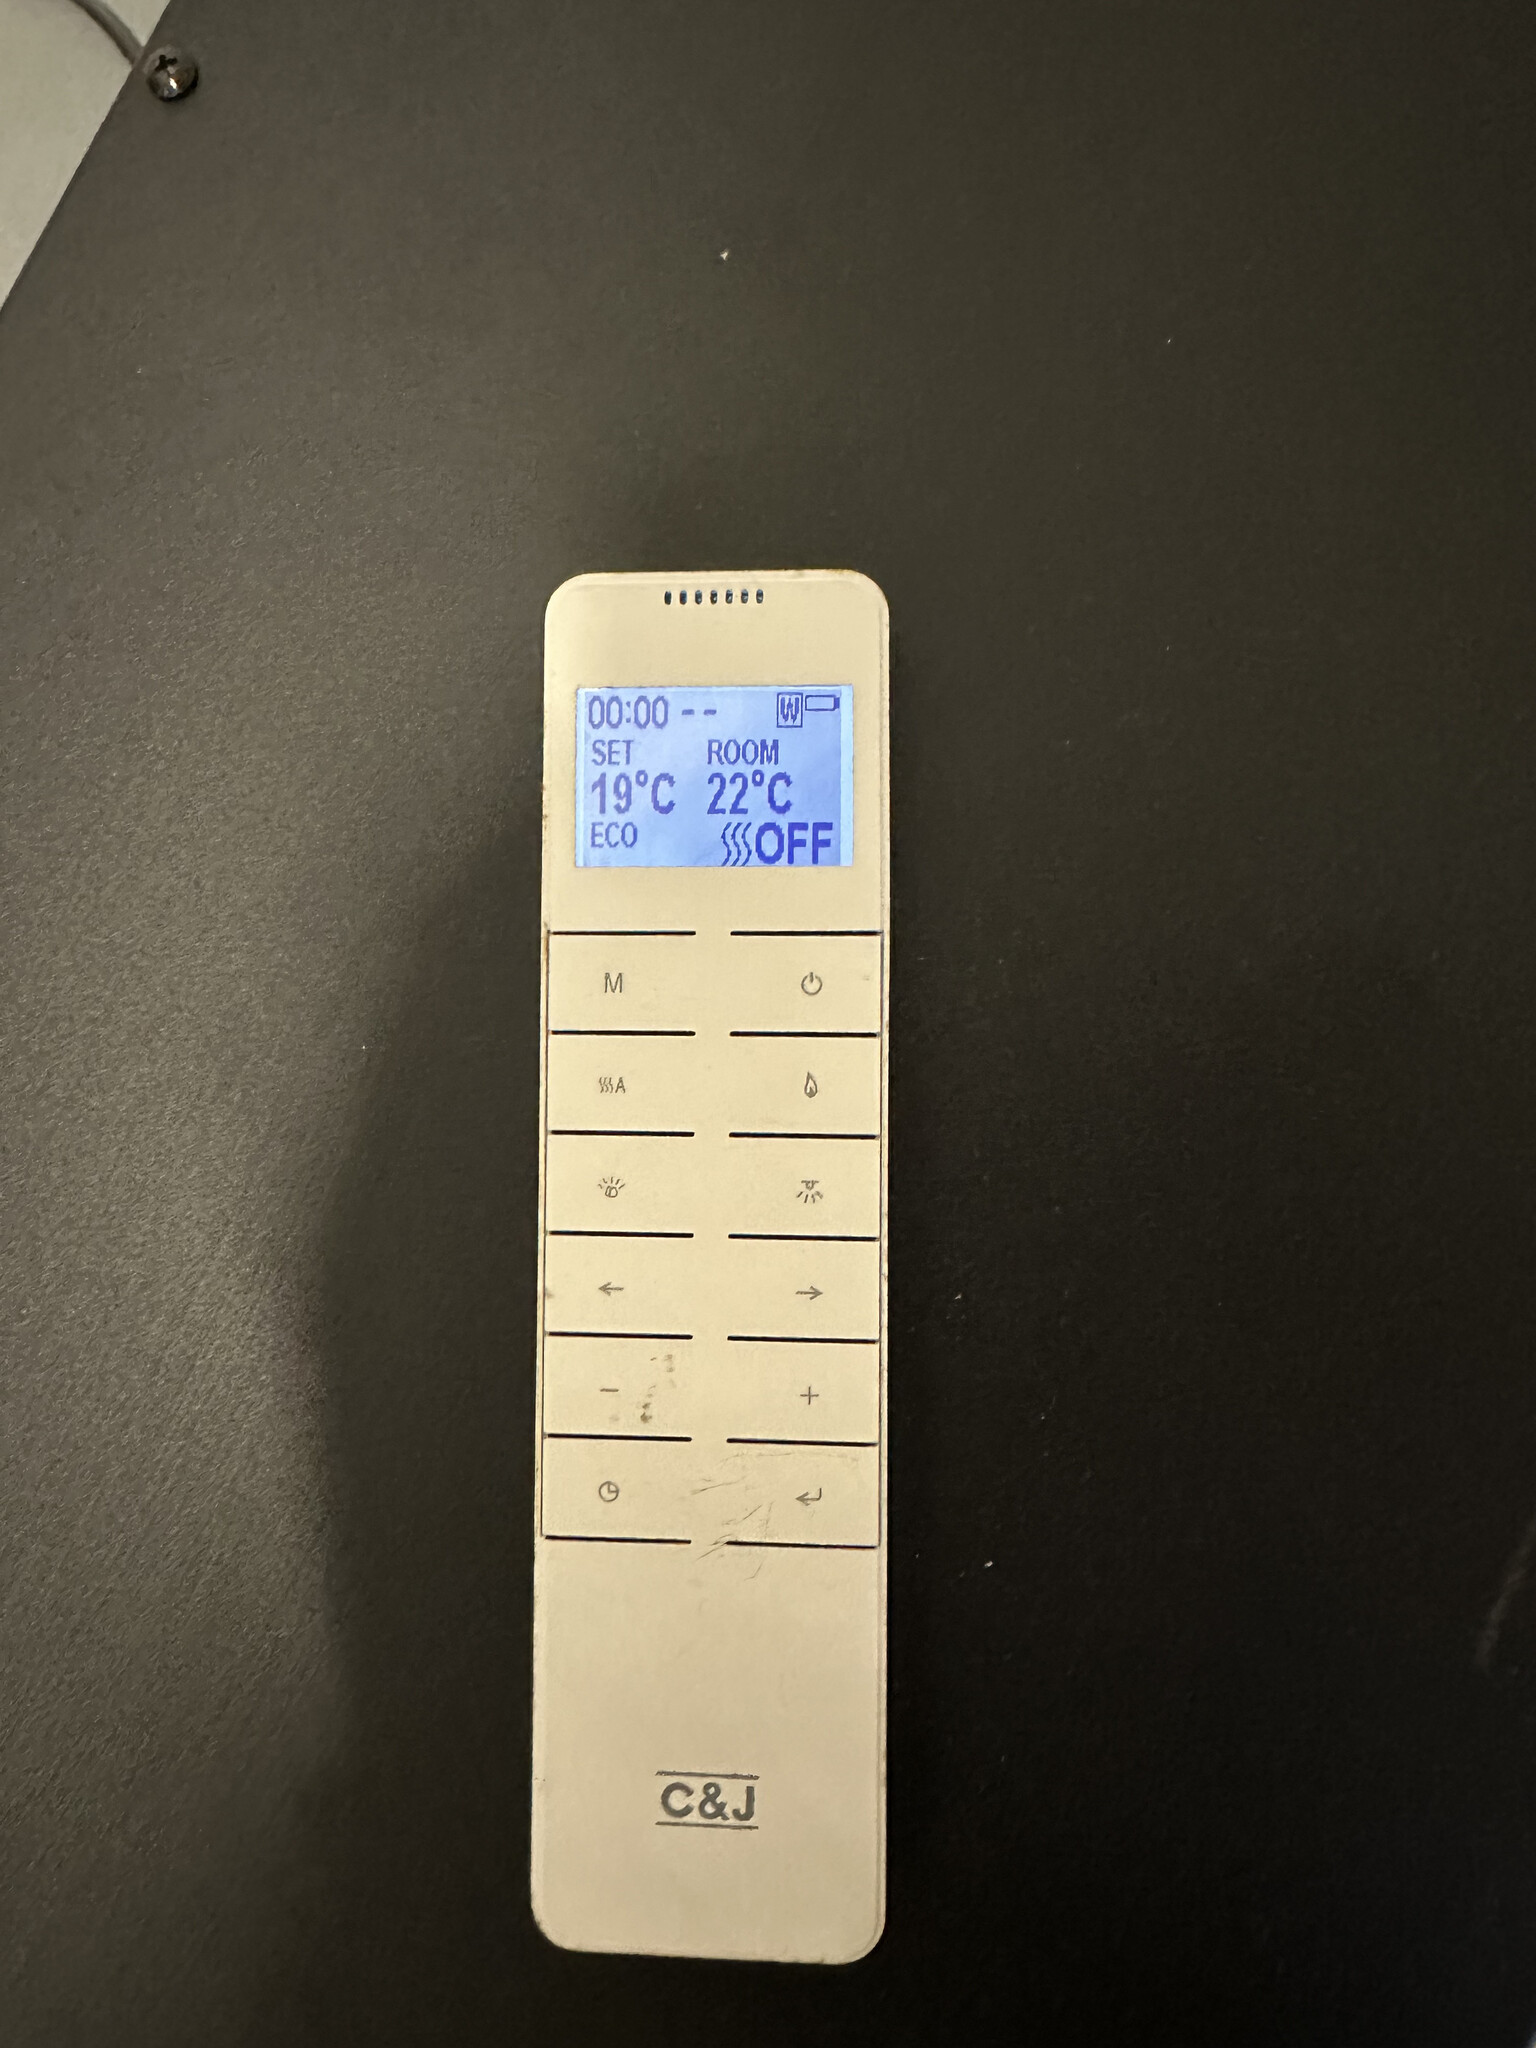 00:00 -- W
SET ROOM
19°C 22°C
ECO OFF
M
A
← →
− +
C&J